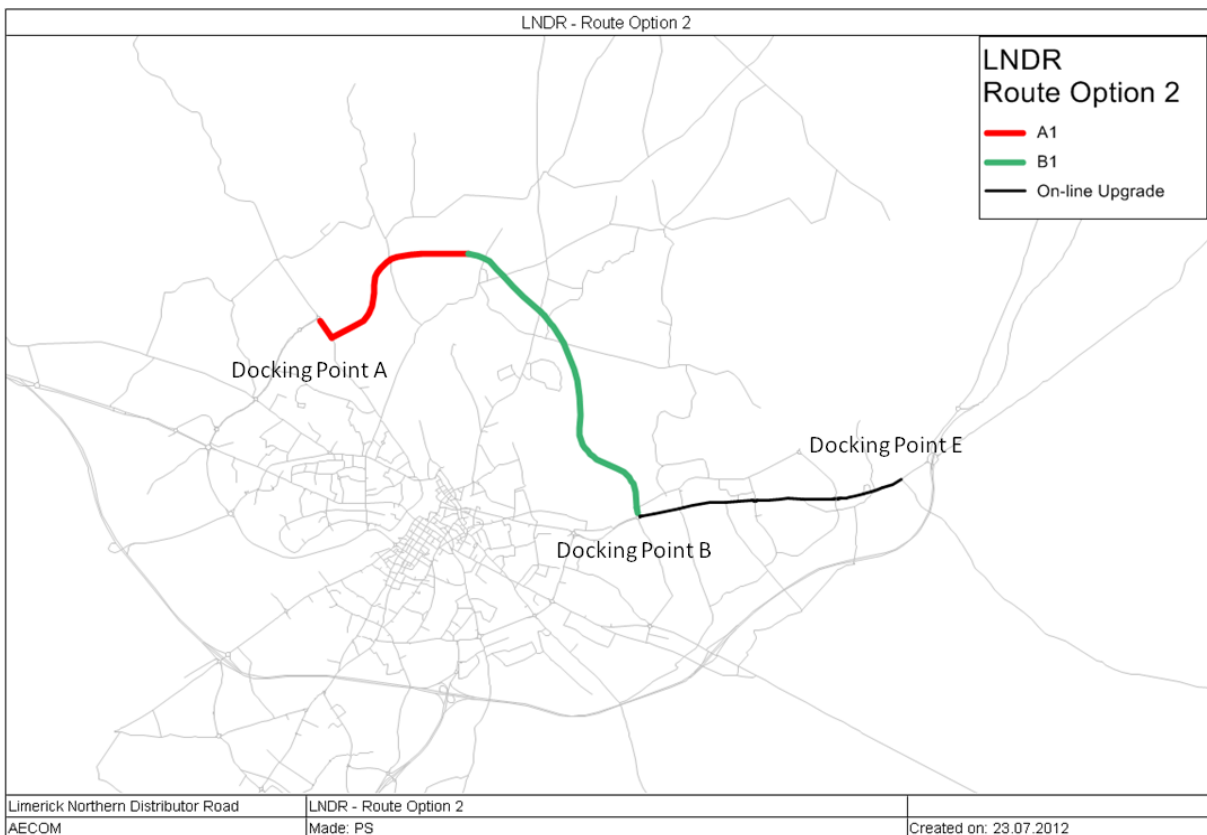 LNDR - Route Option 2
LNDR
Route Option 2
A1
B1
On-line Upgrade
Docking Point A
Docking Point E
Docking Point B
Limerick Northern Distributor Road
LNDR - Route Option 2
AECOM
Made: PS
Created on: 23.07.2012